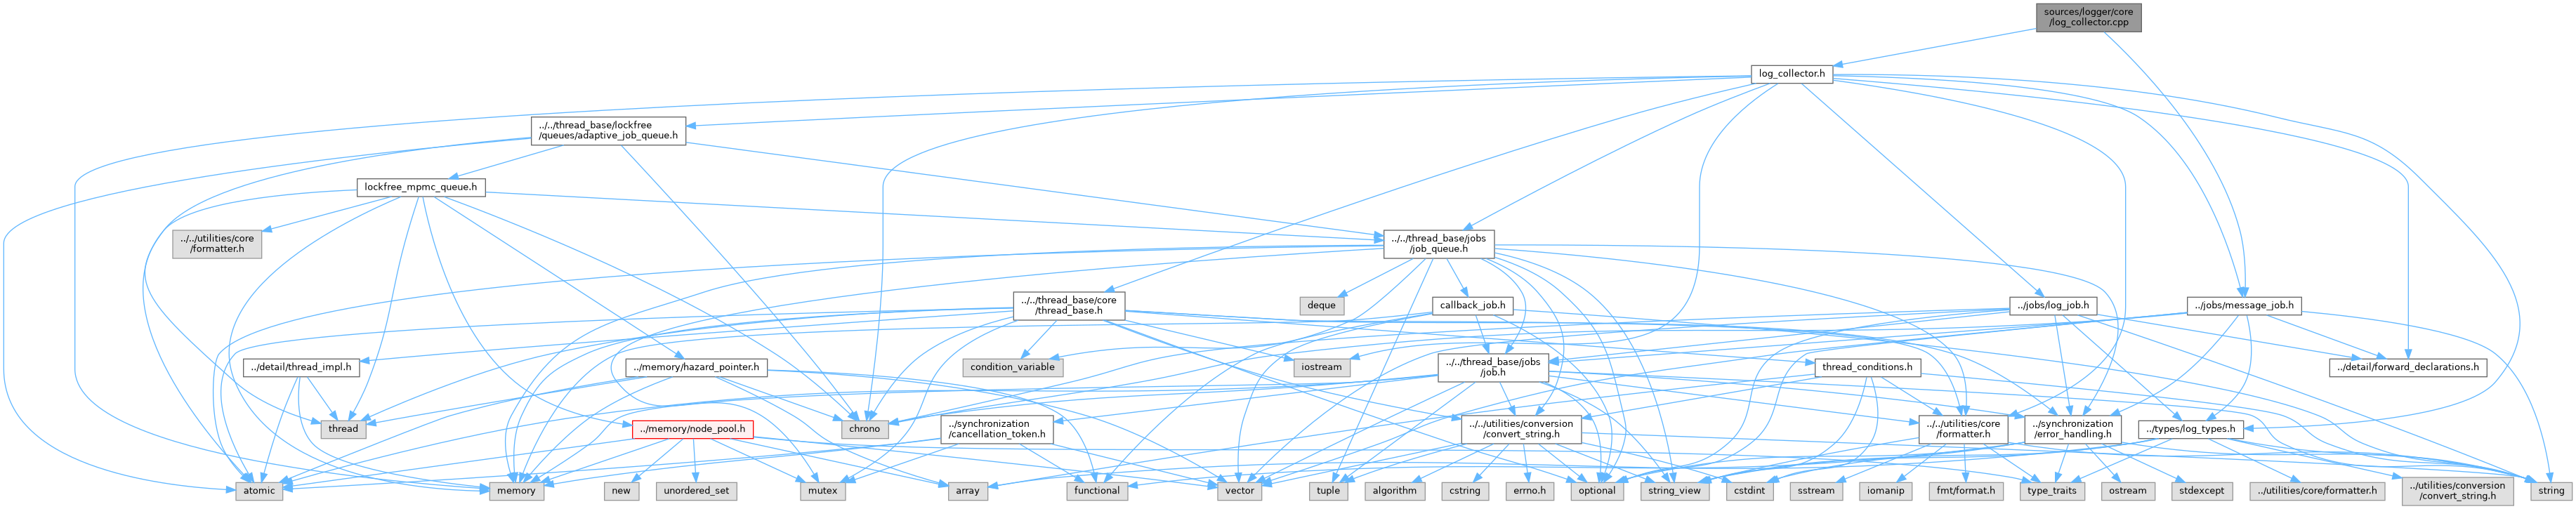 sources/logger/core
/log_collector.cpp
log_collector.h
../../thread_base/lockfree
/queues/adaptive_job_queue.h
lockfree_mpmc_queue.h
../../utilities/core
/formatter.h
../../thread_base/jobs
/job_queue.h
../../thread_base/core
/thread_base.h
deque
callback_job.h
../jobs/log_job.h
../jobs/message_job.h
../detail/thread_impl.h
../memory/hazard_pointer.h
condition_variable
iostream
../../thread_base/jobs
/job.h
thread_conditions.h
../detail/forward_declarations.h
thread
../memory/node_pool.h
chrono
../synchronization
/cancellation_token.h
../../utilities/conversion
/convert_string.h
../../utilities/core
/formatter.h
../synchronization
/error_handling.h
../types/log_types.h
atomic
memory
new
unordered_set
mutex
array
functional
vector
tuple
algorithm
cstring
errno.h
optional
string_view
cstdint
sstream
iomanip
fmt/format.h
type_traits
ostream
stdexcept
../utilities/core/formatter.h
../utilities/conversion
/convert_string.h
string